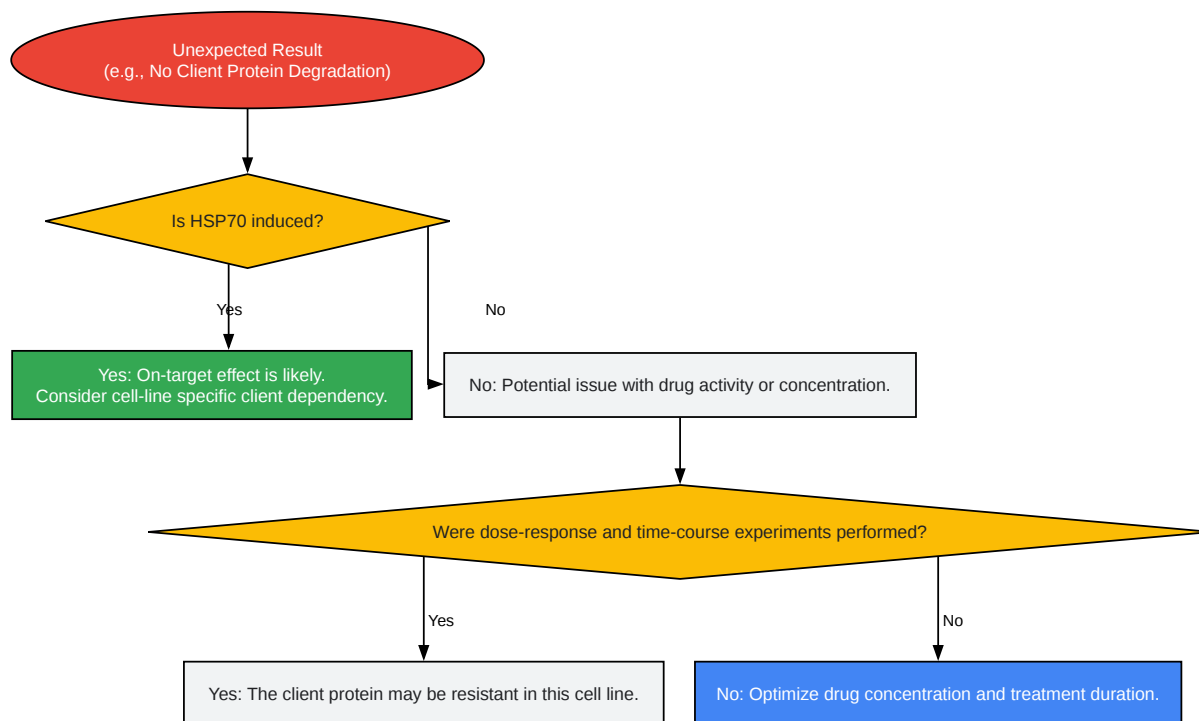 Unexpected Result
(e.g., No Client Protein Degradation)
Is HSP70 induced?
Yes
No
Yes: On-target effect is likely.
Consider cell-line specific client dependency.
No: Potential issue with drug activity or concentration.
Were dose-response and time-course experiments performed?
Yes
No
Yes: The client protein may be resistant in this cell line.
No: Optimize drug concentration and treatment duration.